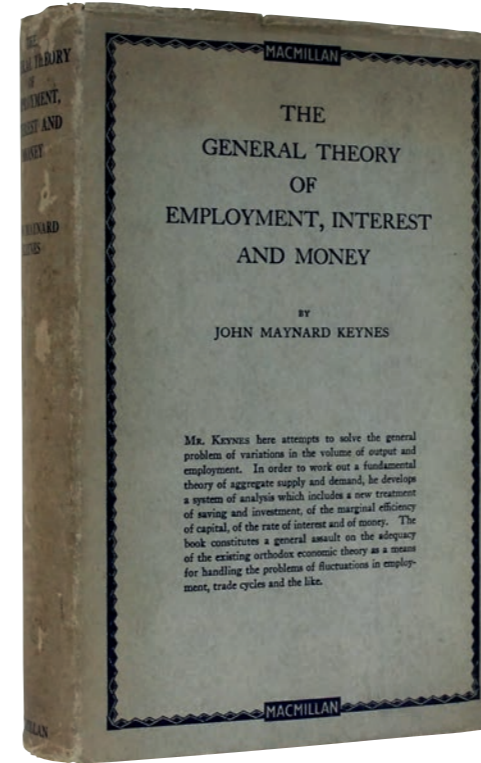 MACMILLAN
THE
GENERAL THEORY
OF
EMPLOYMENT, INTEREST
AND MONEY
BY
JOHN MAYNARD KEYNES
MR. KEYNES here attempts to solve the general
problem of variations in the volume of output and
employment. In order to work out a fundamental
theory of aggregate supply and demand, he develops
a system of analysis which includes a new treatment
of saving and investment, of the marginal efficiency
of capital, of the rate of interest and of money. The
book constitutes a general assault on the adequacy
of the existing orthodox economic theory as a means
for handling the problems of fluctuations in employ-
ment, trade cycles and the like.
MACMILLAN
THEORY
OF
AND
MONEY
MAYNARD